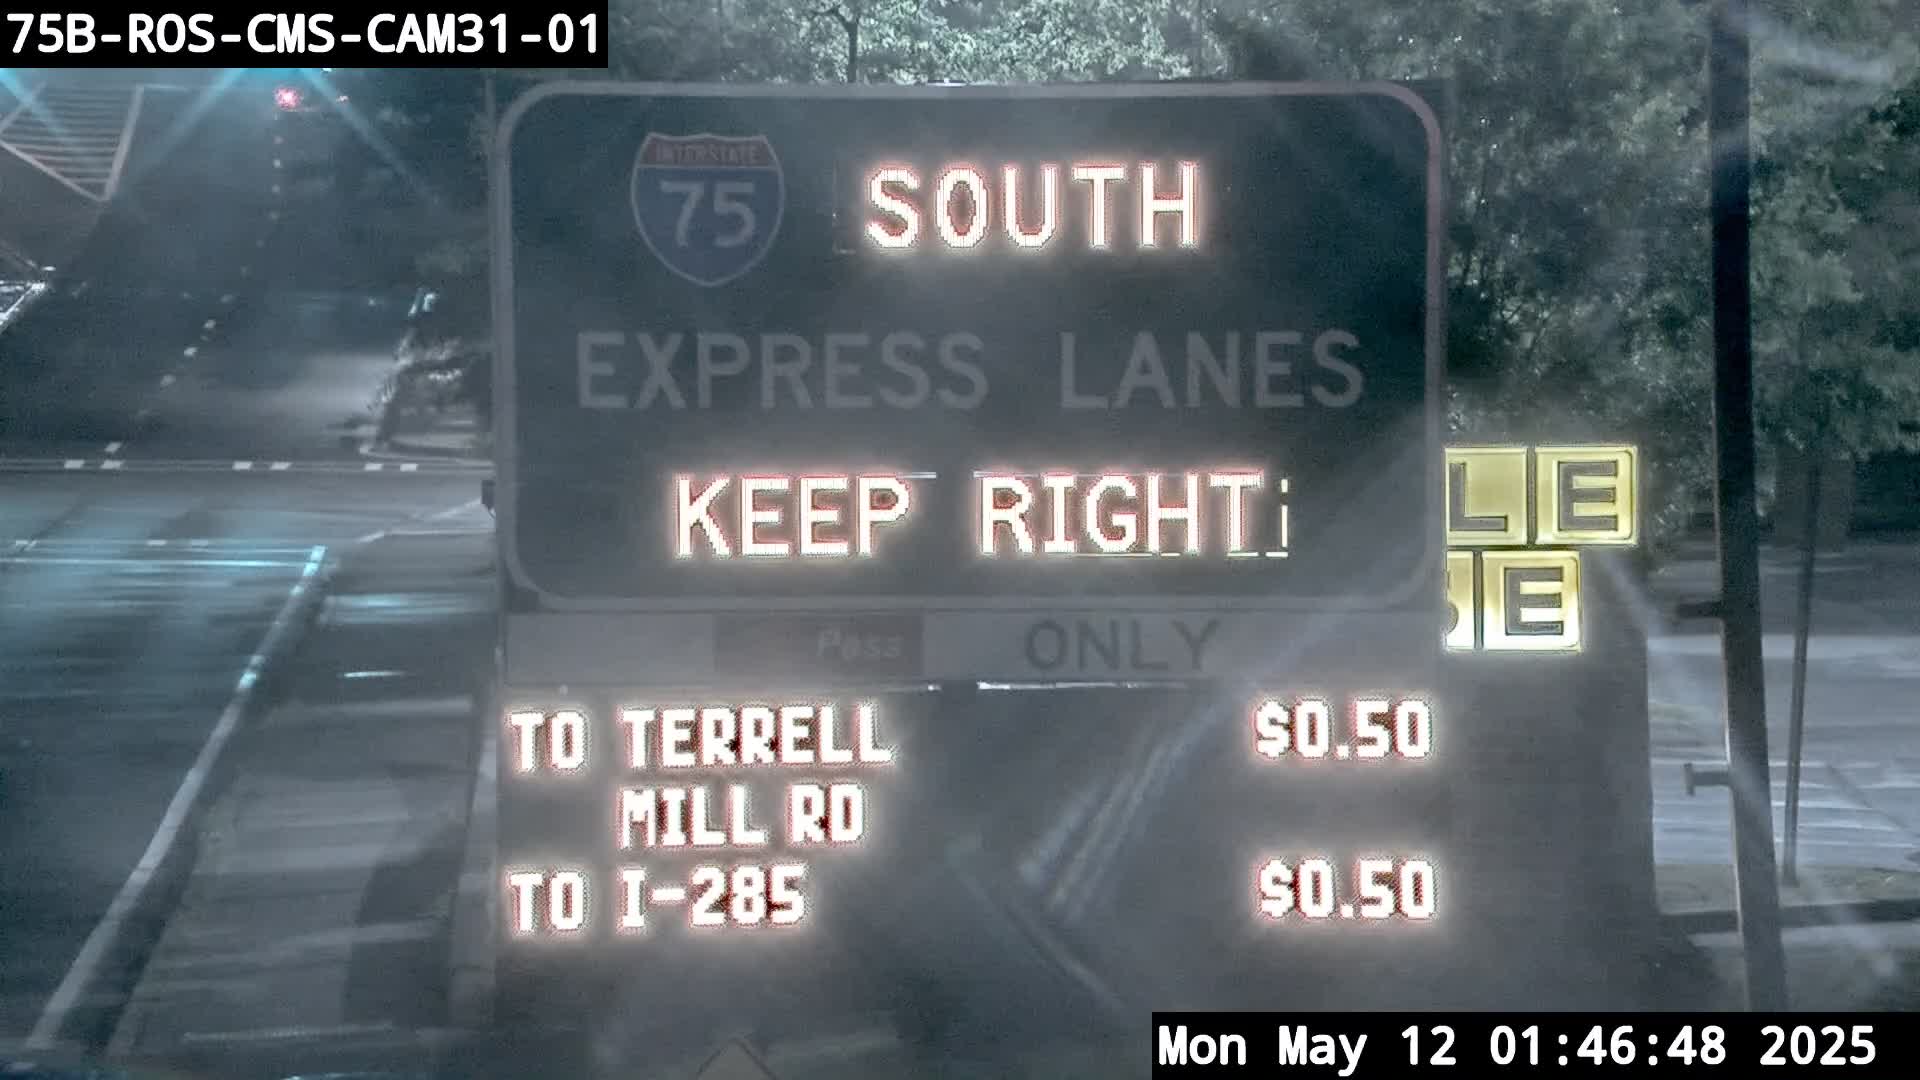 75B-ROS-CMS-CAM31-01
INTERSTATE
75
SOUTH
EXPRESS LANES
KEEP RIGHT
Pass ONLY
LE
E
TO TERRELL $0.50
MILL RD
TO I-285 $0.50
Mon May 12 01:46:48 2025